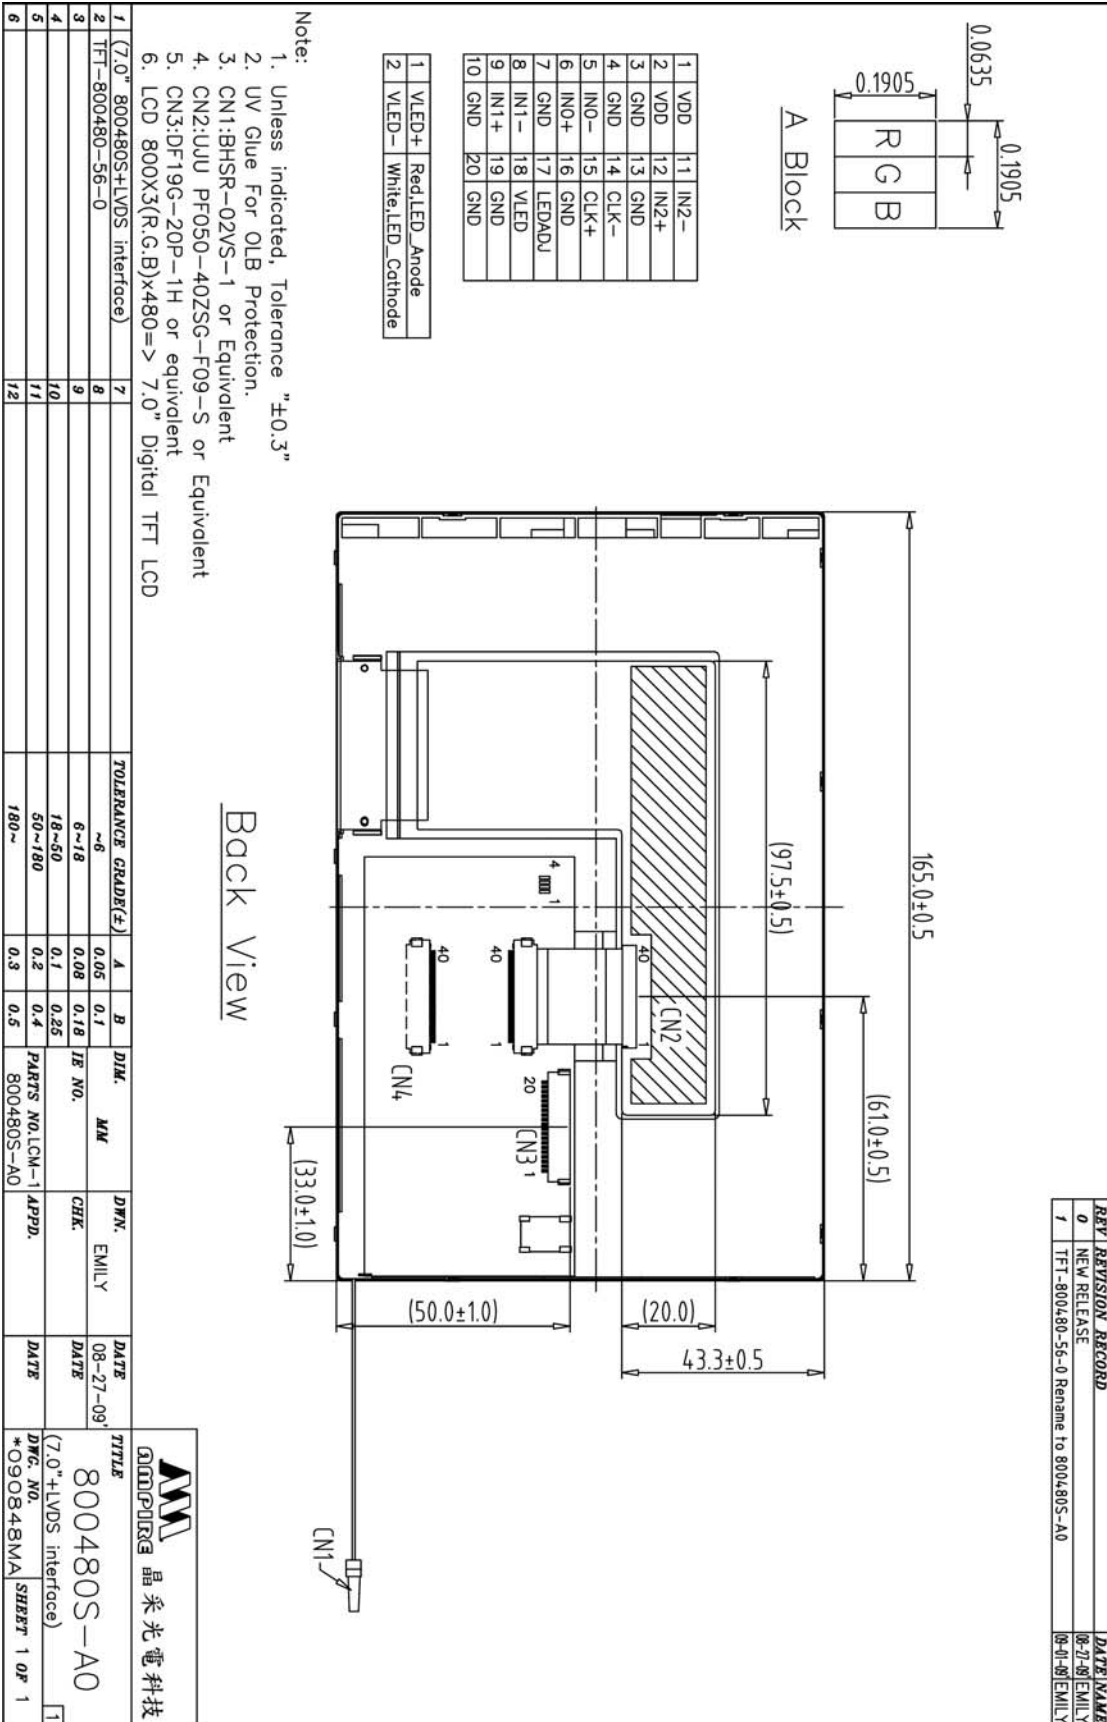 REV REVISION RECORD DATE NAME
0 NEW RELEASE 08-27-09' EMILY
1 TFT-800480-56-0 Rename to 800480S-A0 09-01-09' EMILY
0.0635
0.1905
0.1905
R G B
A Block
1 VDD 11 IN2-
2 VDD 12 IN2+
3 GND 13 GND
4 GND 14 CLK-
5 IN0- 15 CLK+
6 IN0+ 16 GND
7 GND 17 LEDADJ
8 IN1- 18 VLED
9 IN1+ 19 GND
10 GND 20 GND
1 VLED+ Red,LED_Anode
2 VLED- White,LED_Cathode
165.0±0.5
(61.0±0.5)
(97.5±0.5)
43.3±0.5
(20.0)
(50.0±1.0)
(33.0±1.0)
40 1
CN2
4 1
40 1
40 1
CN4
20 1
CN3
CN1
Back View
Note:
1. Unless indicated, Tolerance "±0.3"
2. UV Glue For OLB Protection.
3. CN1:BHSR-02VS-1 or Equivalent
4. CN2:UJU PF050-40ZSG-F09-S or Equivalent
5. CN3:DF19G-20P-1H or equivalent
6. LCD 800X3(R.G.B)x480=> 7.0" Digital TFT LCD
1 (7.0" 800480S+LVDS interface) 7
2 TFT-800480-56-0 8
3 9
4 10
5 11
6 12
TOLERANCE GRADE(±) A B
~6 0.05 0.1
6~18 0.08 0.18
18~50 0.1 0.25
50~180 0.2 0.4
180~ 0.3 0.5
DIM. MM
IE NO.
PARTS NO.LCM-1
800480S-A0
DWN. EMILY
CHK.
APPD.
DATE 08-27-09'
DATE
DATE
AMPIRE 晶采光電科技
TITLE
800480S-A0
(7.0"+LVDS interface) 1
DWG. NO.
*090848MA
SHEET 1 OF 1